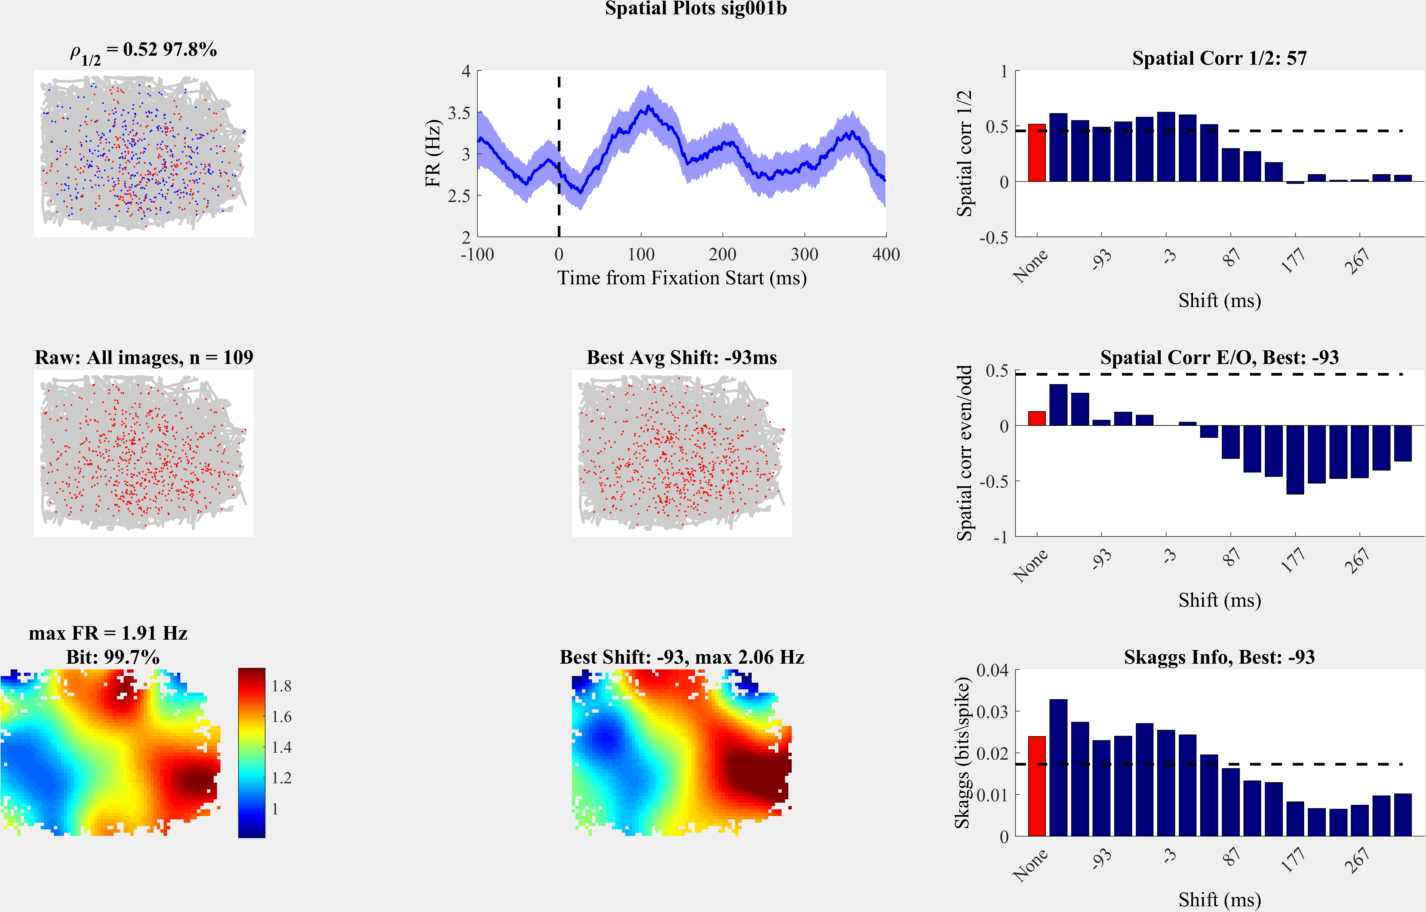 Spatial Plots sig001b
ρ1/2 = 0.52 97.8%
4
3.5
3
2.5
2
FR (Hz)
-100 0 100 200 300 400
Time from Fixation Start (ms)
Spatial Corr 1/2: 57
1
0.5
0
-0.5
Spatial corr 1/2
None -93 -3 87 177 267
Shift (ms)
Raw: All images, n = 109
Best Avg Shift: -93ms
Spatial Corr E/O, Best: -93
0.5
0
-0.5
-1
Spatial corr even/odd
None -93 -3 87 177 267
Shift (ms)
max FR = 1.91 Hz
Bit: 99.7%
1.8
1.6
1.4
1.2
1
Best Shift: -93, max 2.06 Hz
Skaggs Info, Best: -93
0.04
0.03
0.02
0.01
0
Skaggs (bits\spike)
None -93 -3 87 177 267
Shift (ms)